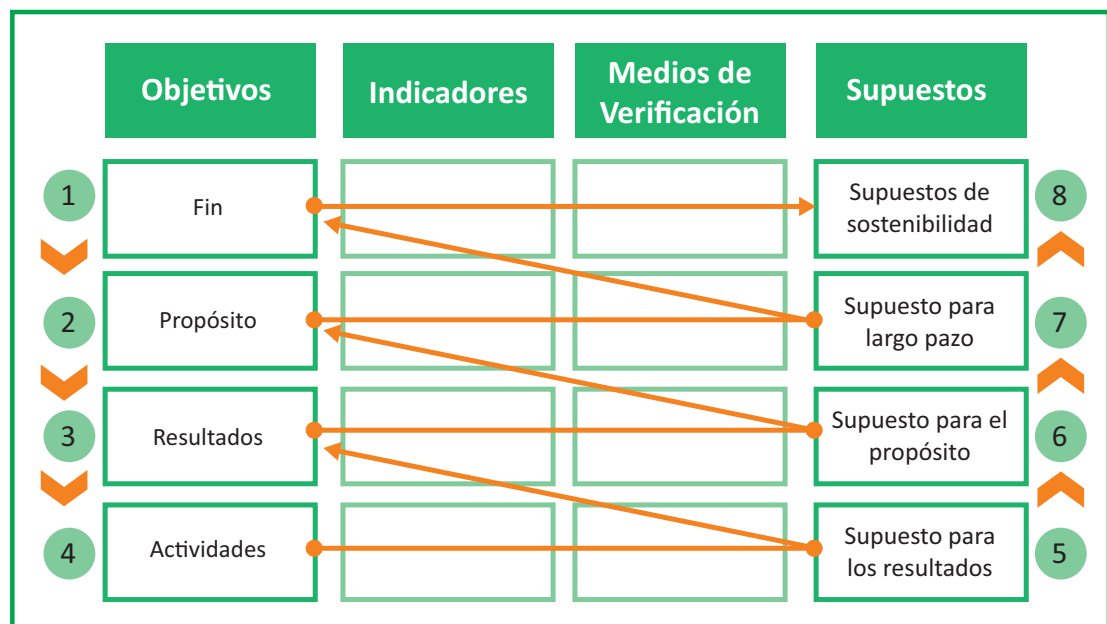 Objetivos
Indicadores
Medios de
Verificación
Supuestos
1
Fin
Supuestos de
sostenibilidad
8
2
Propósito
Supuesto para
largo pazo
7
3
Resultados
Supuesto para el
propósito
6
4
Actividades
Supuesto para
los resultados
5